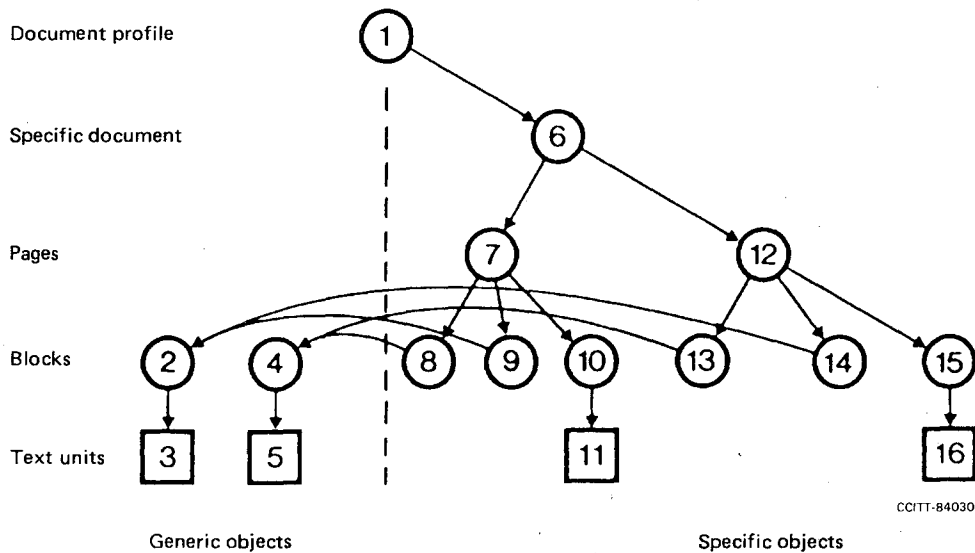 Document profile
1
Specific document
6
Pages
7
12
Blocks
2
4
8
9
10
13
14
15
Text units
3
5
11
16
CCITT-84030
Generic objects
Specific objects